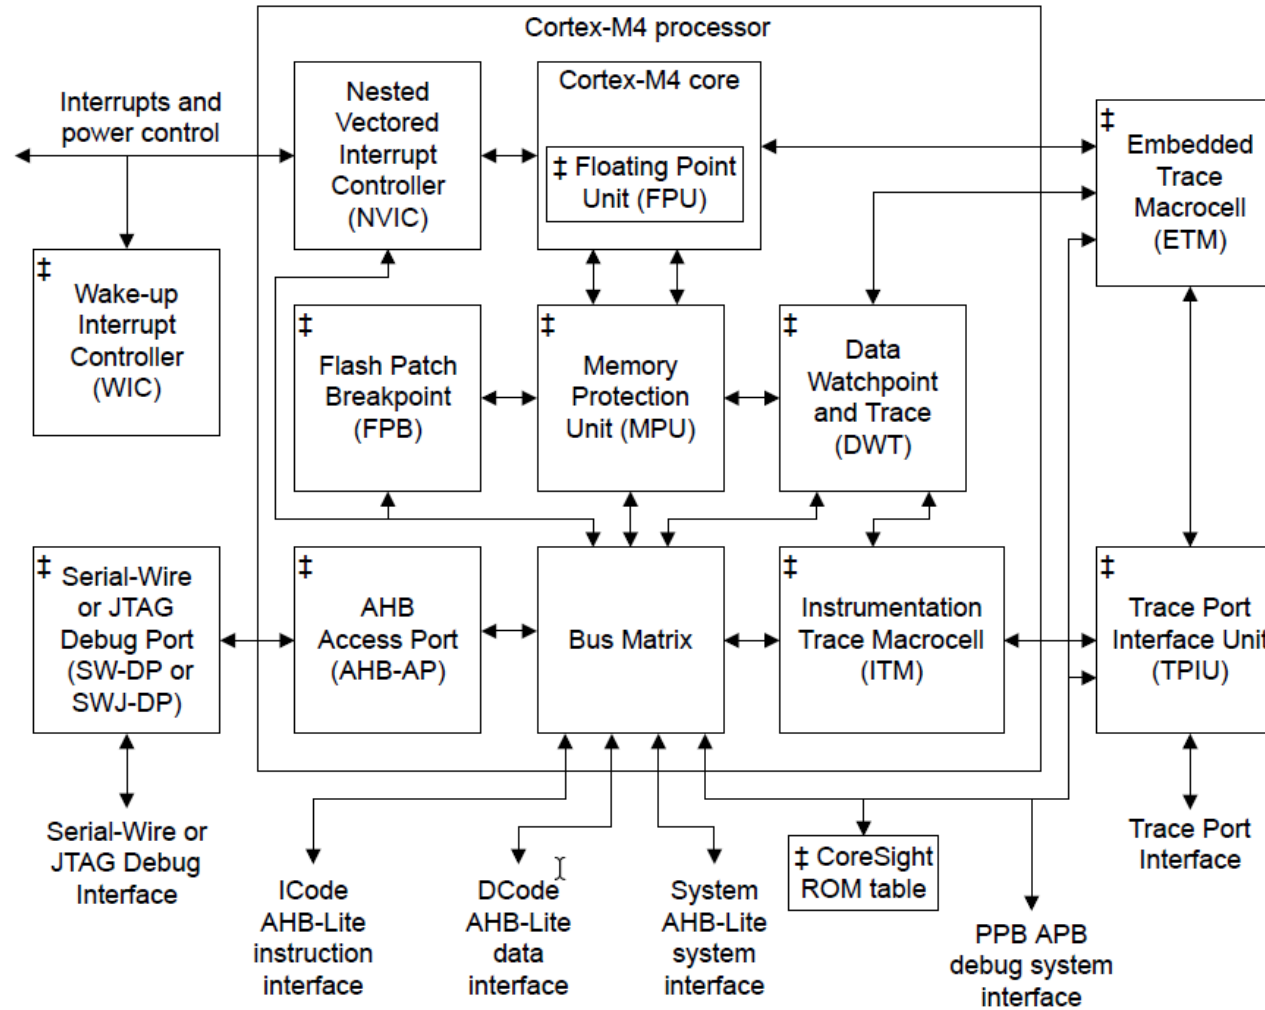 Cortex-M4 processor
Interrupts and
power control
Nested
Vectored
Interrupt
Controller
(NVIC)
Cortex-M4 core
‡ Floating Point
Unit (FPU)
‡
Embedded
Trace
Macrocell
(ETM)
‡
Wake-up
Interrupt
Controller
(WIC)
‡
Flash Patch
Breakpoint
(FPB)
‡
Memory
Protection
Unit (MPU)
‡
Data
Watchpoint
and Trace
(DWT)
‡ Serial-Wire
or JTAG
Debug Port
(SW-DP or
SWJ-DP)
‡
AHB
Access Port
(AHB-AP)
Bus Matrix
‡
Instrumentation
Trace Macrocell
(ITM)
‡
Trace Port
Interface Unit
(TPIU)
Serial-Wire or
JTAG Debug
Interface
ICode
AHB-Lite
instruction
interface
DCode
AHB-Lite
data
interface
System
AHB-Lite
system
interface
‡ CoreSight
ROM table
PPB APB
debug system
interface
Trace Port
Interface